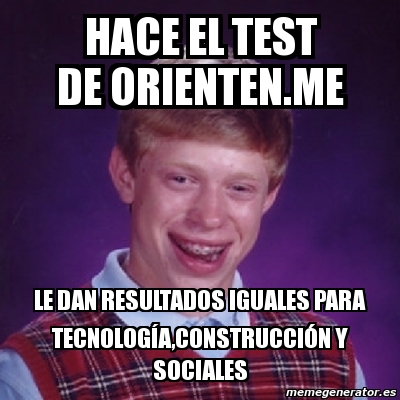 HACE EL TEST
DE ORIENTEN.ME
LE DAN RESULTADOS IGUALES PARA
TECNOLOGÍA,CONSTRUCCIÓN Y
SOCIALES
memegenerator.es